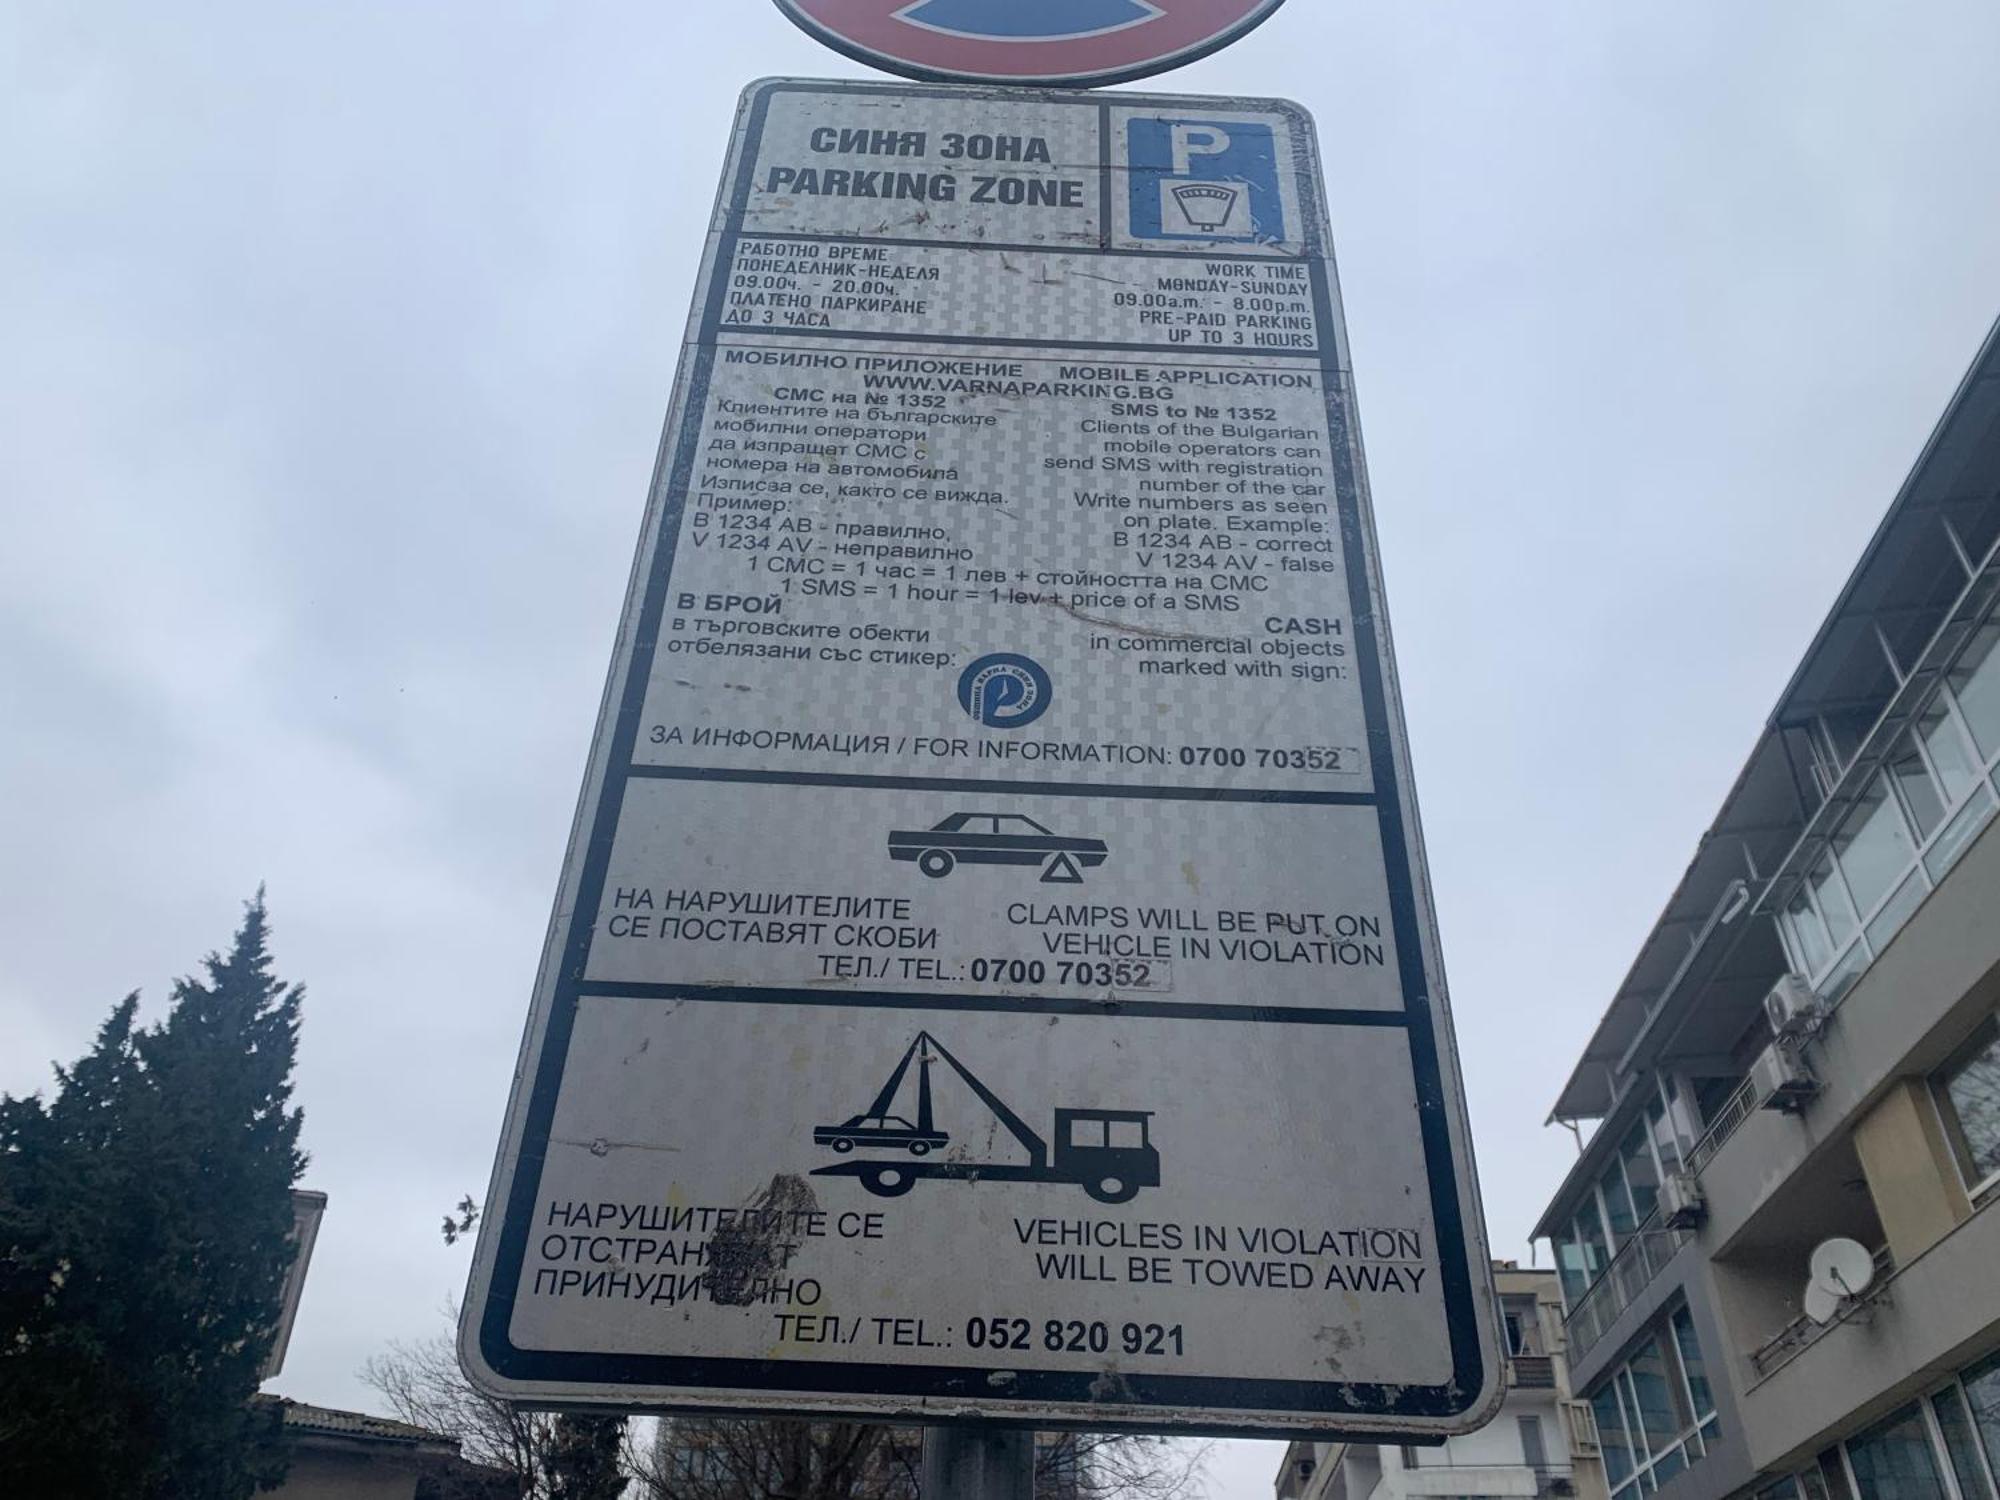 СИНЯ ЗОНА
PARKING ZONE
P
РАБОТНО ВРЕМЕ
ПОНЕДЕЛНИК-НЕДЕЛЯ
09.00ч. - 20.00ч.
ПЛАТЕНО ПАРКИРАНЕ
ДО 3 ЧАСА
WORK TIME
MONDAY-SUNDAY
09.00a.m. - 8.00p.m.
PRE-PAID PARKING
UP TO 3 HOURS
МОБИЛНО ПРИЛОЖЕНИЕ MOBILE APPLICATION
WWW.VARNAPARKING.BG
СМС на № 1352
Клиентите на българските
мобилни оператори
да изпращат СМС с
номера на автомобила
Изписва се, както се вижда.
Пример:
В 1234 АВ - правилно,
V 1234 AV - неправилно
SMS to № 1352
Clients of the Bulgarian
mobile operators can
send SMS with registration
number of the car
Write numbers as seen
on plate. Example:
B 1234 AB - correct
V 1234 AV - false
1 СМС = 1 час = 1 лев + стойността на СМС
1 SMS = 1 hour = 1 lev + price of a SMS
В БРОЙ
в търговските обекти
отбелязани със стикер:
CASH
in commercial objects
marked with sign:
ОБЩИНА ВАРНА СИНЯ ЗОНА
ЗА ИНФОРМАЦИЯ / FOR INFORMATION: 0700 70352
НА НАРУШИТЕЛИТЕ
СЕ ПОСТАВЯТ СКОБИ
CLAMPS WILL BE PUT ON
VEHICLE IN VIOLATION
ТЕЛ./ TEL.: 0700 70352
НАРУШИТЕЛИТЕ СЕ
ОТСТРАНЯВАТ
ПРИНУДИТЕЛНО
VEHICLES IN VIOLATION
WILL BE TOWED AWAY
ТЕЛ./ TEL.: 052 820 921